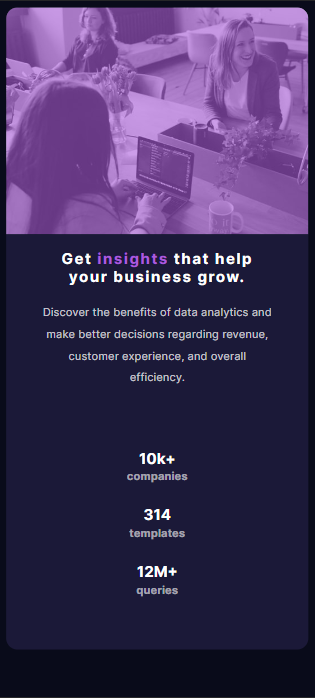 Get insights that help
your business grow.
Discover the benefits of data analytics and
make better decisions regarding revenue,
customer experience, and overall
efficiency.
10k+
companies
314
templates
12M+
queries